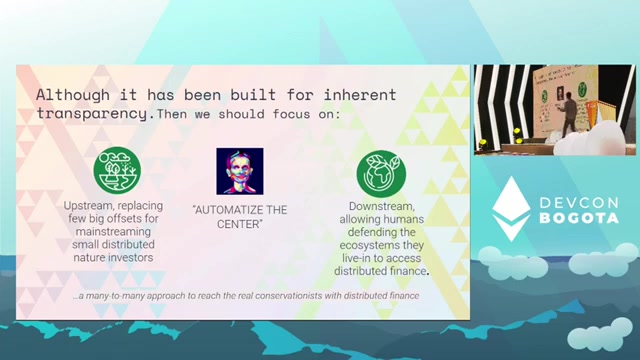 Although it has been built for inherent
transparency.Then we should focus on:
Upstream, replacing
few big offsets for
mainstreaming
small distributed
nature investors
“AUTOMATIZE THE
CENTER”
Downstream,
allowing humans
defending the
ecosystems they
live-in to access
distributed finance.
...a many-to-many approach to reach the real conservationists with distributed finance
DEVCON
BOGOTA